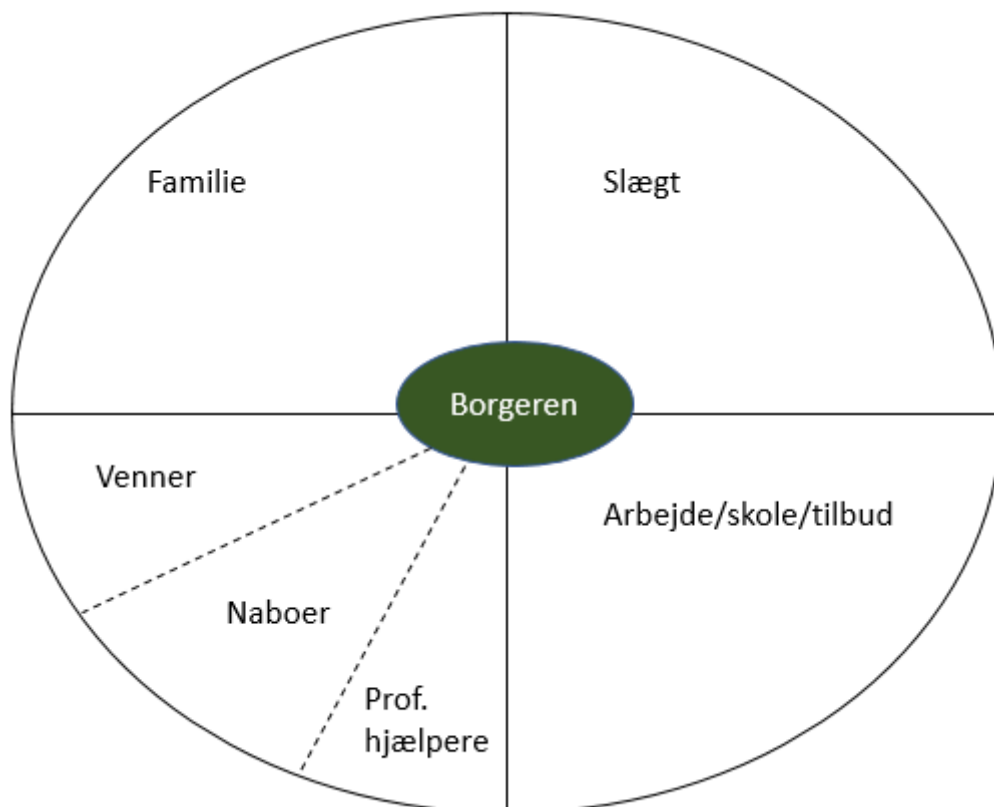 Familie
Slægt
Borgeren
Venner
Arbejde/skole/tilbud
Naboer
Prof.
hjælpere